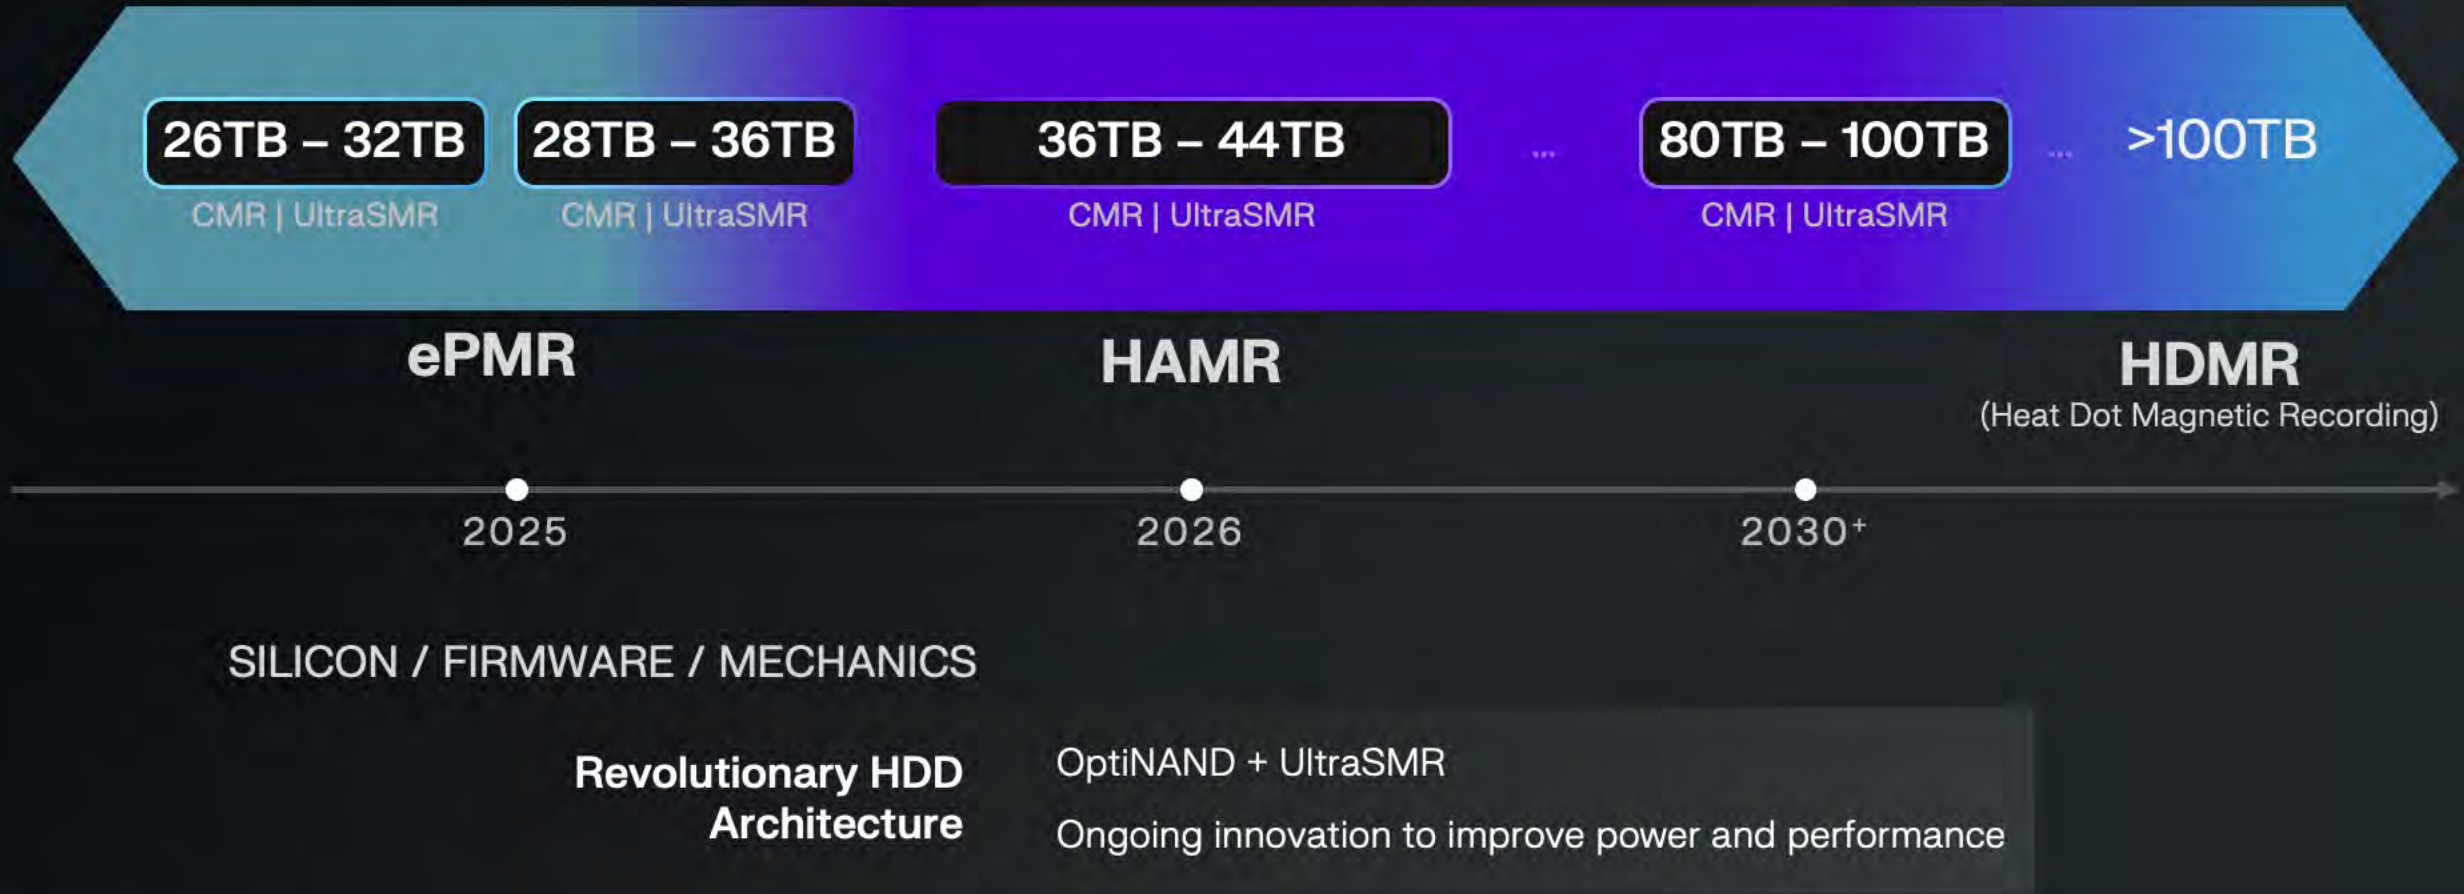 26TB – 32TB
28TB – 36TB
36TB – 44TB
...
80TB – 100TB
...
>100TB
CMR | UltraSMR
CMR | UltraSMR
CMR | UltraSMR
CMR | UltraSMR
ePMR
HAMR
HDMR
(Heat Dot Magnetic Recording)
2025
2026
2030+
SILICON / FIRMWARE / MECHANICS
Revolutionary HDD
Architecture
OptiNAND + UltraSMR
Ongoing innovation to improve power and performance